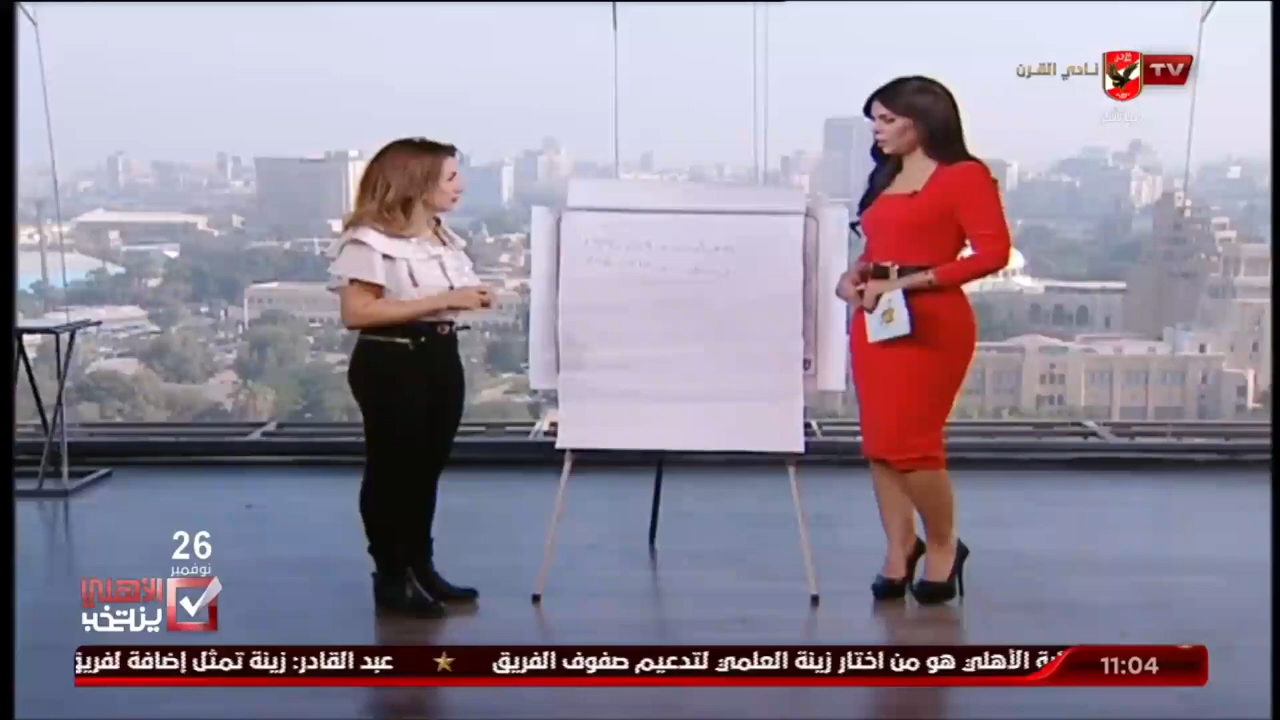 نادي القرن
TV
مباشر
26
نوفمبر
الأهلي
ينتخب
الأهلي هو من اختار زينة العلمي لتدعيم صفوف الفريق ★ عبد القادر: زينة تمثل إضافة لفريق
11:04